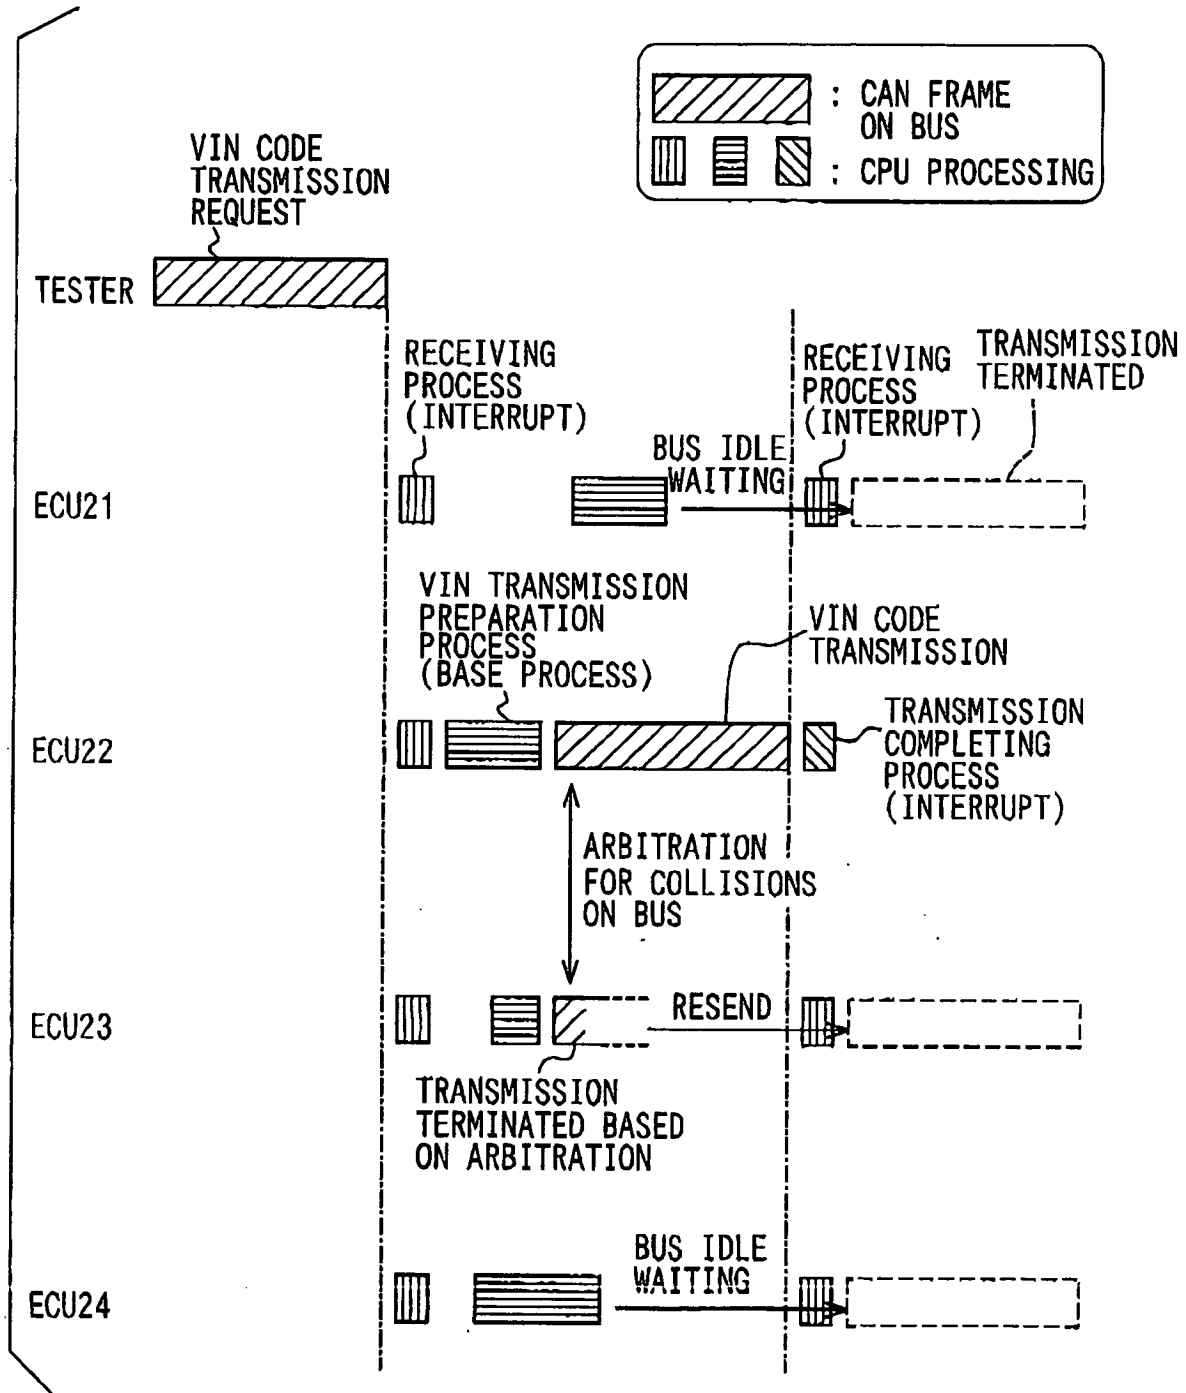 : CAN FRAME
ON BUS
: CPU PROCESSING
VIN CODE
TRANSMISSION
REQUEST
TESTER
RECEIVING
PROCESS
(INTERRUPT)
RECEIVING
PROCESS
(INTERRUPT)
TRANSMISSION
TERMINATED
BUS IDLE
WAITING
ECU21
VIN TRANSMISSION
PREPARATION
PROCESS
(BASE PROCESS)
VIN CODE
TRANSMISSION
ECU22
TRANSMISSION
COMPLETING
PROCESS
(INTERRUPT)
ARBITRATION
FOR COLLISIONS
ON BUS
ECU23
RESEND
TRANSMISSION
TERMINATED BASED
ON ARBITRATION
BUS IDLE
WAITING
ECU24